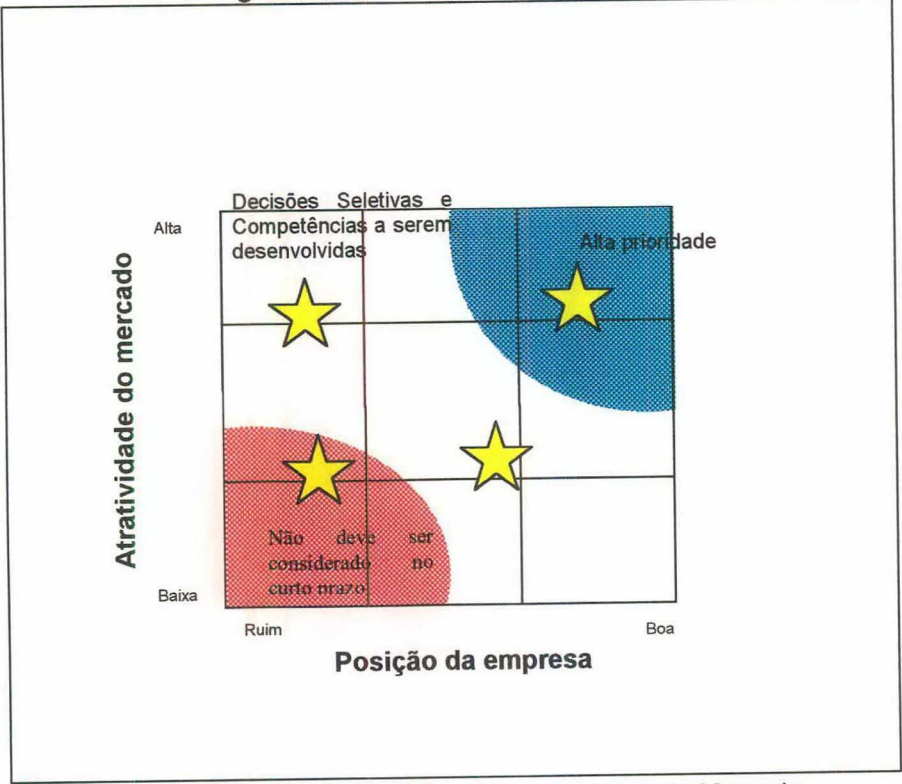 Decisões Seletivas e
Competências a serem
desenvolvidas
Alta
Alta prioridade
Atratividade do mercado
Não deve ser
considerado no
curto prazo
Baixa
Ruim
Boa
Posição da empresa